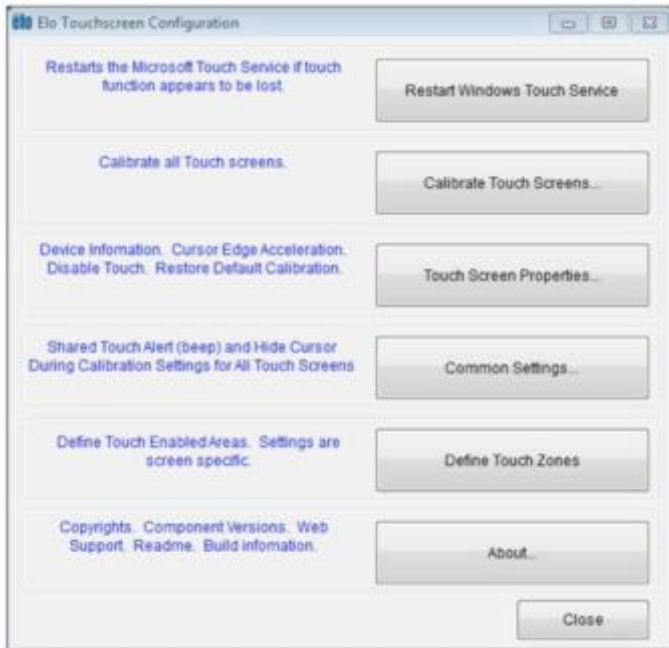 elo Elo Touchscreen Configuration
Restarts the Microsoft Touch Service if touch
function appears to be lost.
Restart Windows Touch Service
Calibrate all Touch screens.
Calibrate Touch Screens...
Device Infomation. Cursor Edge Acceleration.
Disable Touch. Restore Default Calibration.
Touch Screen Properties...
Shared Touch Alert (beep) and Hide Cursor
During Calibration Settings for All Touch Screens
Common Settings...
Define Touch Enabled Areas. Settings are
screen specific.
Define Touch Zones
Copyrights. Component Versions. Web
Support. Readme. Build infomation.
About...
Close